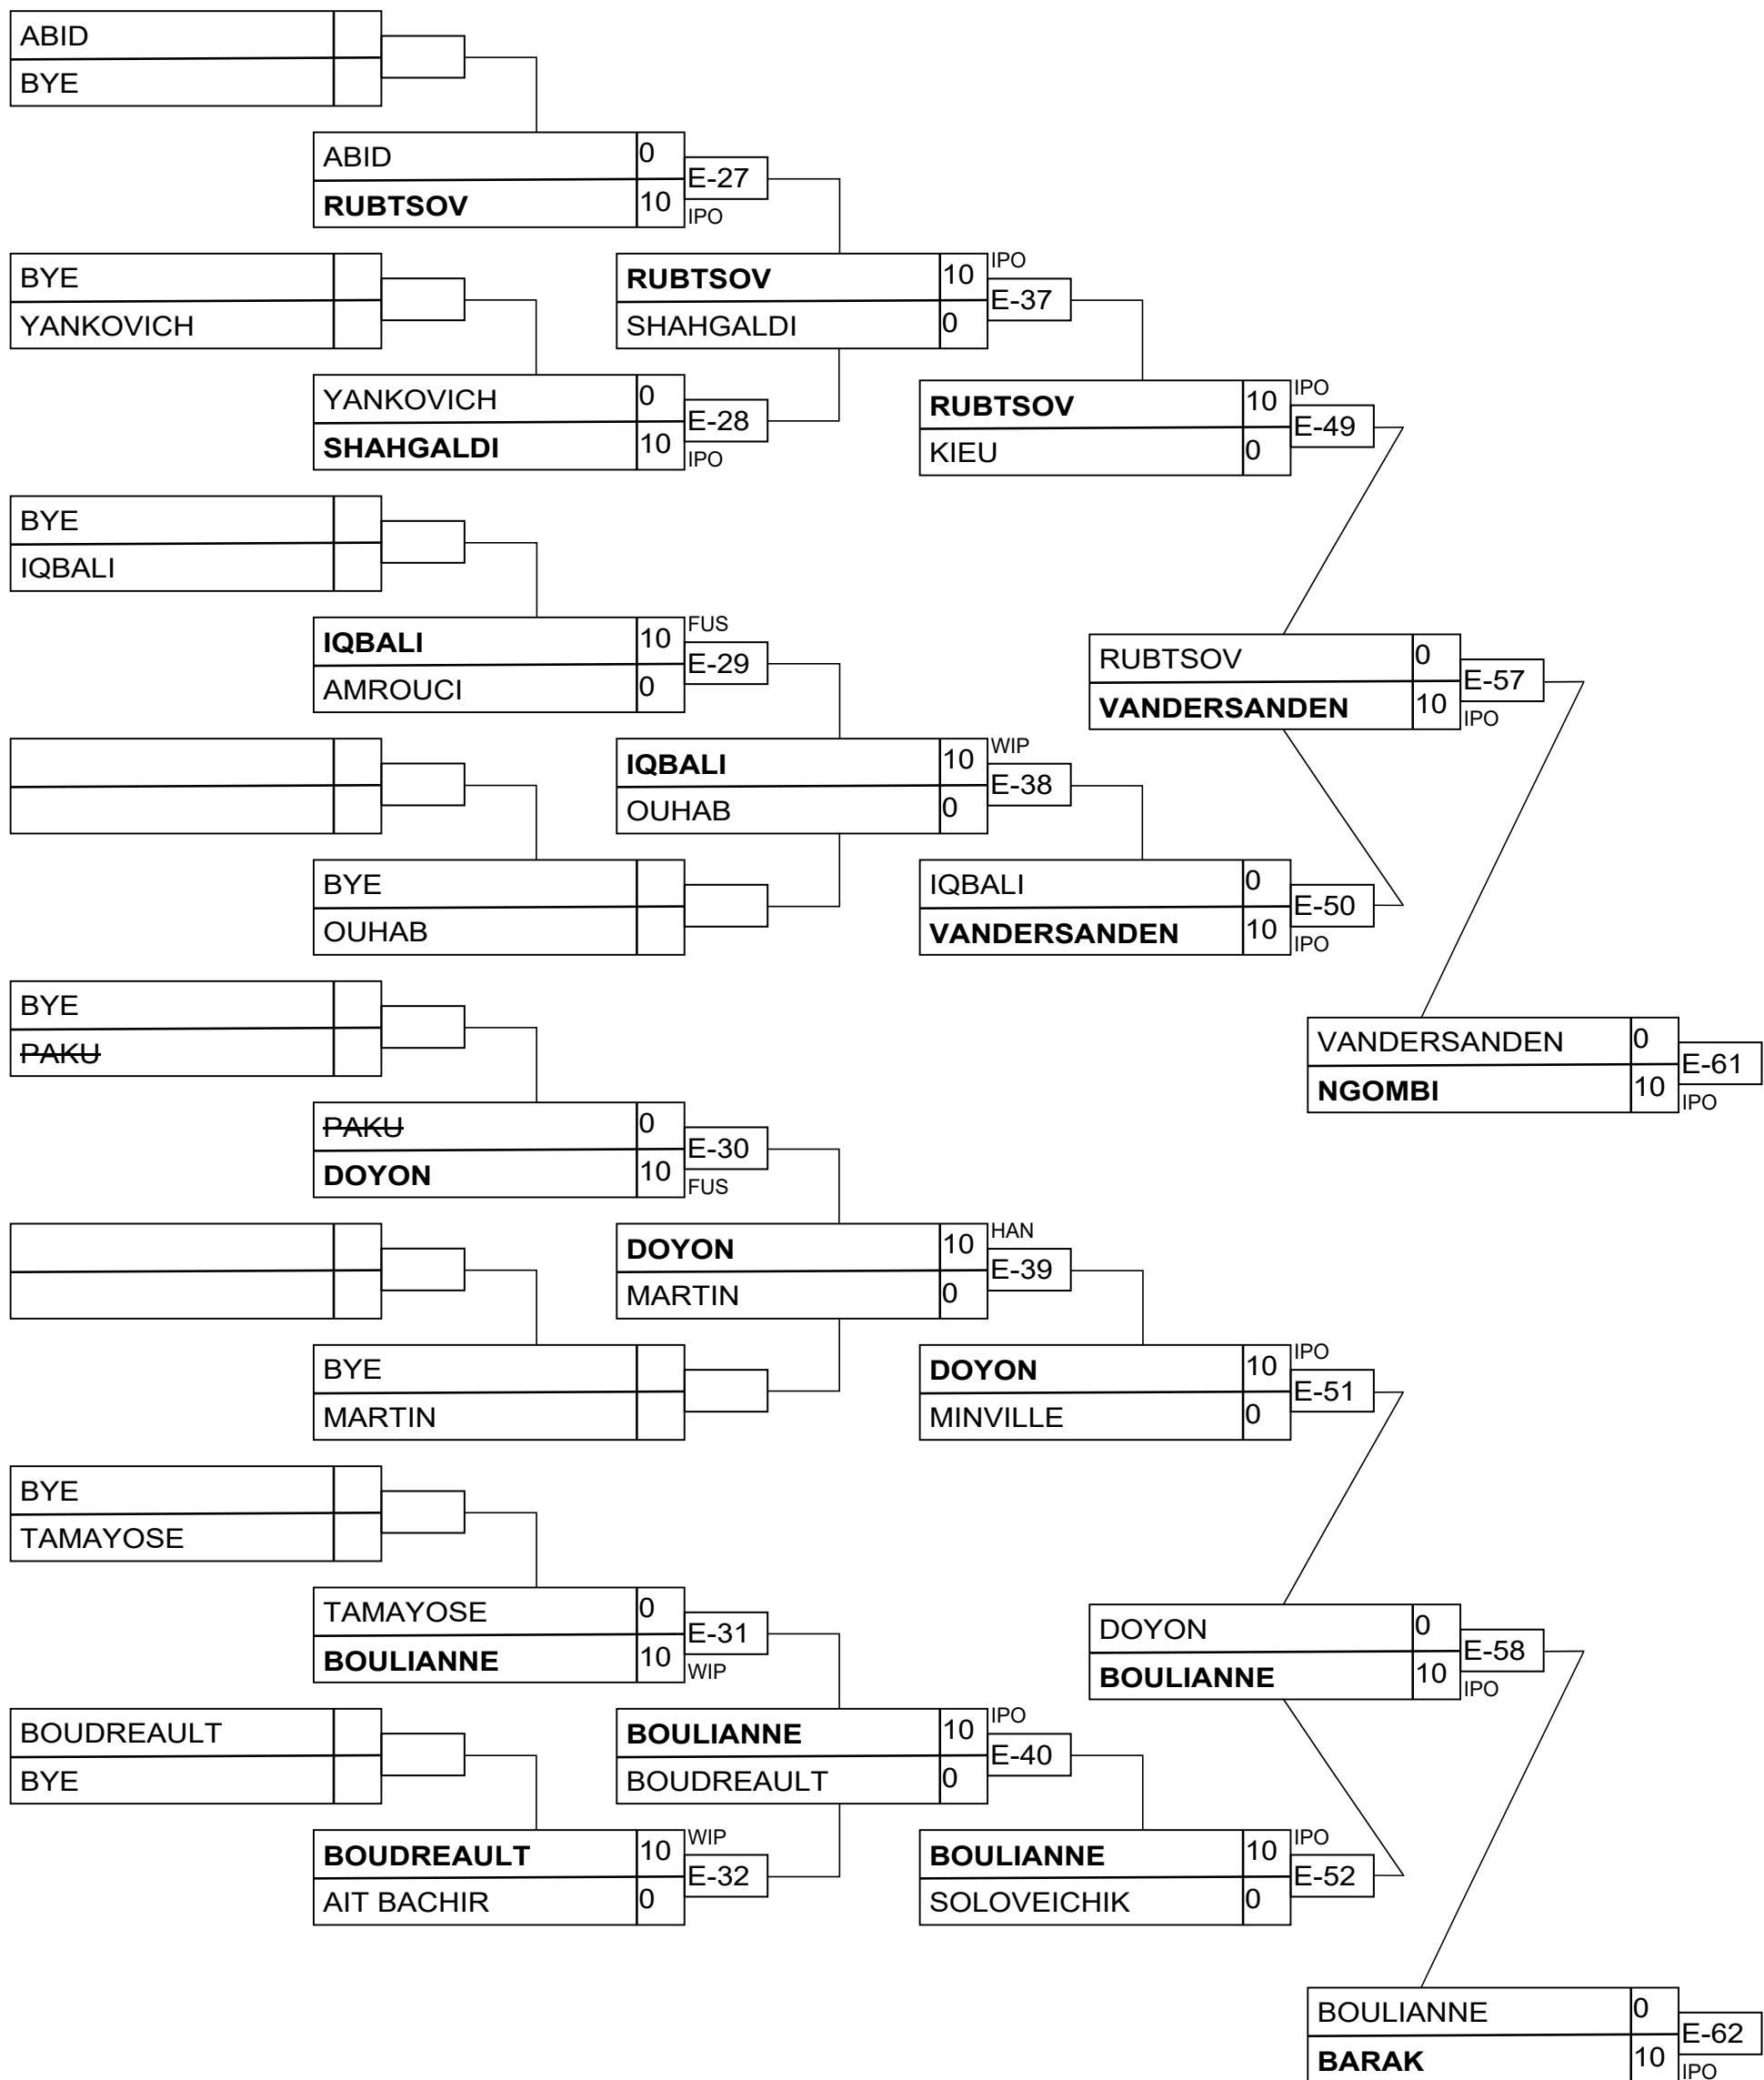 ABID
BYE
ABID 0
E-27
RUBTSOV 10
IPO
BYE
YANKOVICH
RUBTSOV 10 IPO
E-37
SHAHGALDI 0
YANKOVICH 0
E-28
SHAHGALDI 10
IPO
RUBTSOV 10 IPO
E-49
KIEU 0
BYE
IQBALI
IQBALI 10 FUS
E-29
AMROUCI 0
RUBTSOV 0
E-57
VANDERSANDEN 10
IPO
IQBALI 10 WIP
E-38
OUHAB 0
BYE
OUHAB
IQBALI 0
E-50
VANDERSANDEN 10
IPO
BYE
PAKU
VANDERSANDEN 0
E-61
NGOMBI 10
IPO
PAKU 0
E-30
DOYON 10
FUS
DOYON 10 HAN
E-39
MARTIN 0
BYE
MARTIN
DOYON 10 IPO
E-51
MINVILLE 0
BYE
TAMAYOSE
TAMAYOSE 0
E-31
BOULIANNE 10
WIP
DOYON 0
E-58
BOULIANNE 10
IPO
BOUDREAULT
BYE
BOULIANNE 10 IPO
E-40
BOUDREAULT 0
BOUDREAULT 10 WIP
E-32
AIT BACHIR 0
BOULIANNE 10 IPO
E-52
SOLOVEICHIK 0
BOULIANNE 0
E-62
BARAK 10
IPO